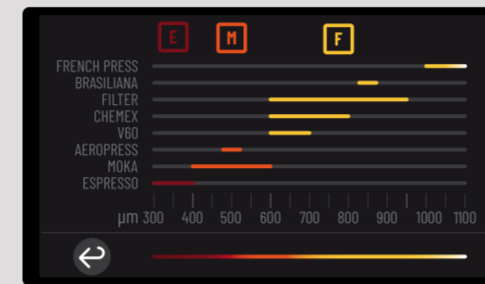 E M F
FRENCH PRESS
BRASILIANA
FILTER
CHEMEX
V60
AEROPRESS
MOKA
ESPRESSO
µm 300 400 500 600 700 800 900 1000 1100